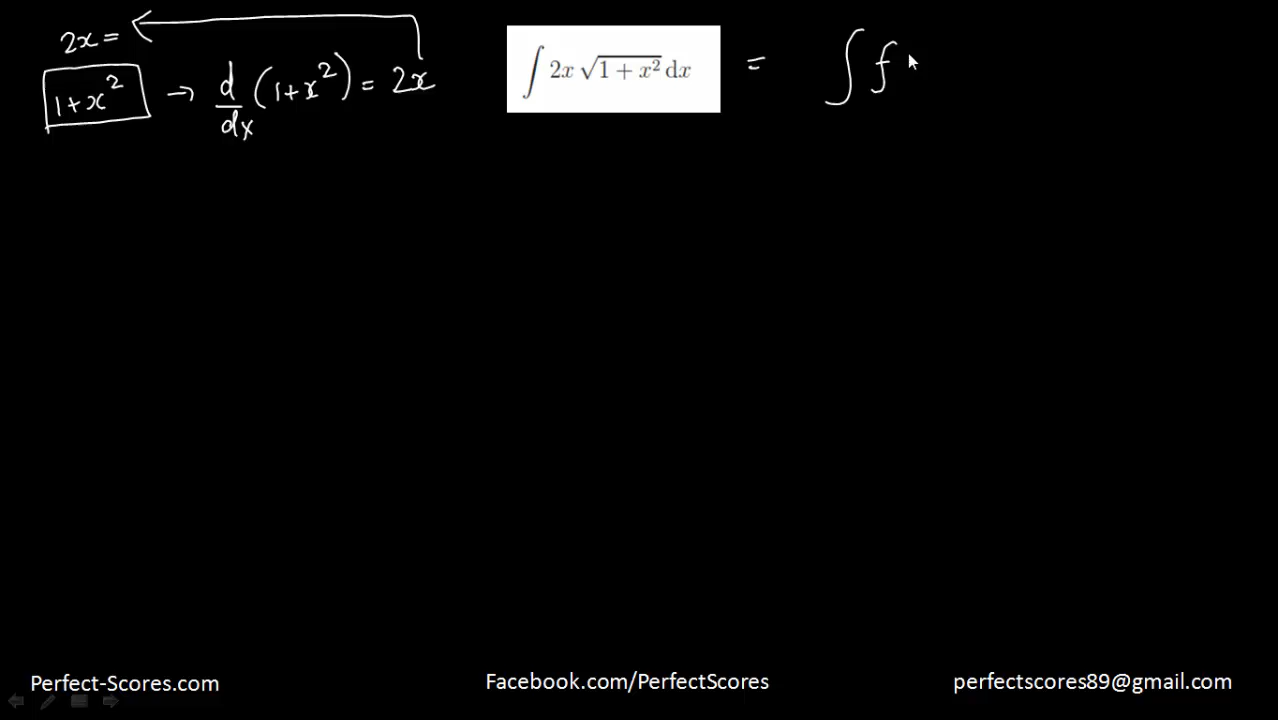 2x =
1+x² → d/dx (1+x²) = 2x
∫ 2x √(1 + x²) dx = ∫ f
Perfect-Scores.com
Facebook.com/PerfectScores
perfectscores89@gmail.com